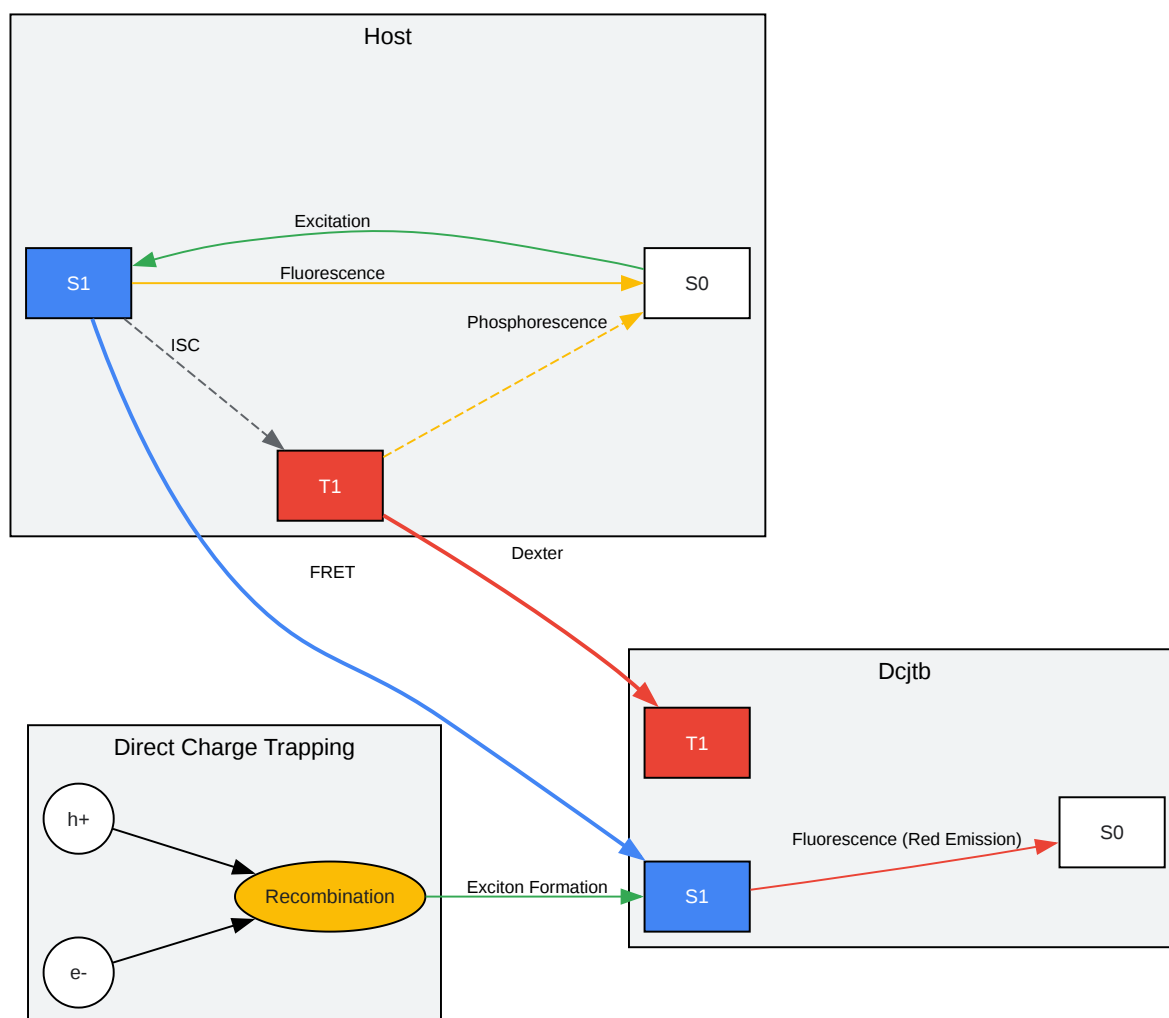 Host
Excitation
S1
Fluorescence
S0
Phosphorescence
ISC
T1
Dexter
FRET
Dcjtb
Direct Charge Trapping
T1
h+
S0
Fluorescence (Red Emission)
Recombination
Exciton Formation
S1
e-